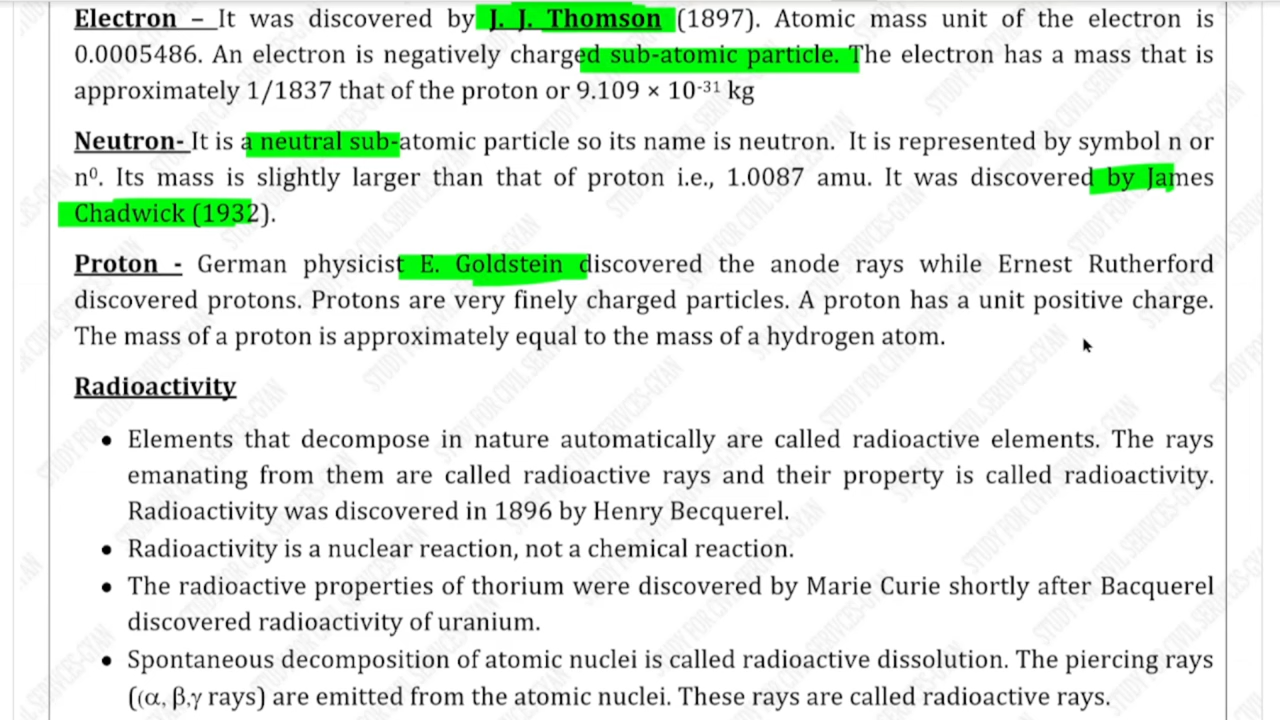 Electron – It was discovered by J. J. Thomson (1897). Atomic mass unit of the electron is
0.0005486. An electron is negatively charged sub-atomic particle. The electron has a mass that is
approximately 1/1837 that of the proton or 9.109 × 10⁻³¹ kg
Neutron- It is a neutral sub-atomic particle so its name is neutron. It is represented by symbol n or
n⁰. Its mass is slightly larger than that of proton i.e., 1.0087 amu. It was discovered by James
Chadwick (1932).
Proton - German physicist E. Goldstein discovered the anode rays while Ernest Rutherford
discovered protons. Protons are very finely charged particles. A proton has a unit positive charge.
The mass of a proton is approximately equal to the mass of a hydrogen atom.
Radioactivity
• Elements that decompose in nature automatically are called radioactive elements. The rays
emanating from them are called radioactive rays and their property is called radioactivity.
Radioactivity was discovered in 1896 by Henry Becquerel.
• Radioactivity is a nuclear reaction, not a chemical reaction.
• The radioactive properties of thorium were discovered by Marie Curie shortly after Bacquerel
discovered radioactivity of uranium.
• Spontaneous decomposition of atomic nuclei is called radioactive dissolution. The piercing rays
((α, β,γ rays) are emitted from the atomic nuclei. These rays are called radioactive rays.